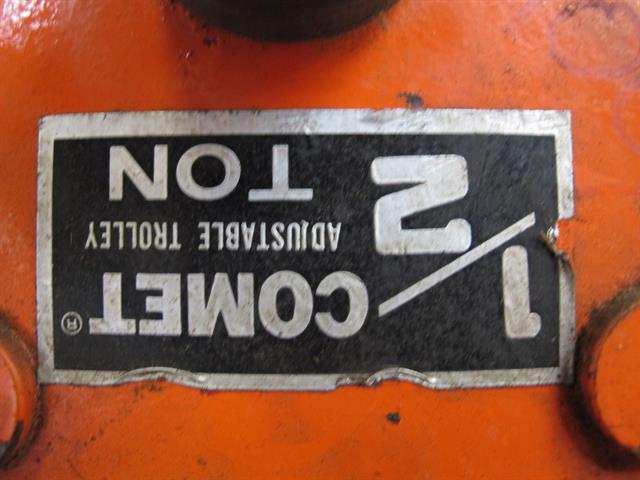 1/2
COMET®
ADJUSTABLE TROLLEY
TON